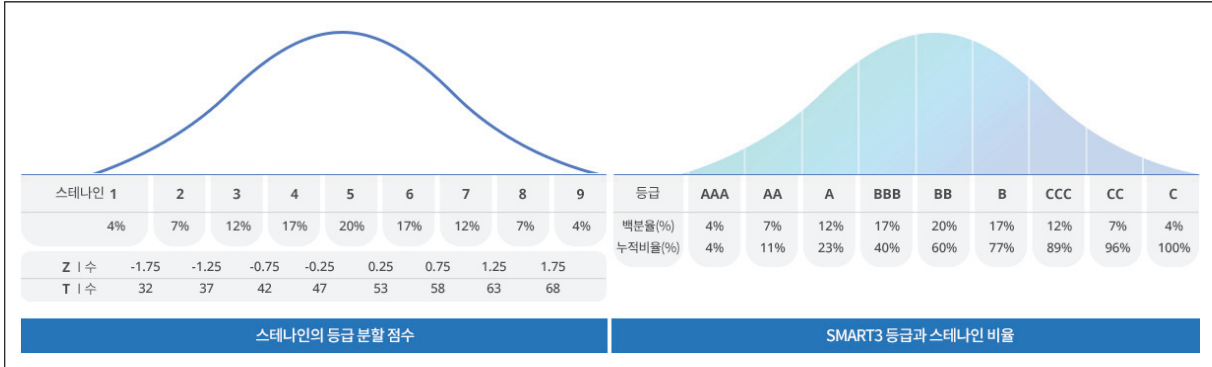 스테나인 1 2 3 4 5 6 7 8 9
4% 7% 12% 17% 20% 17% 12% 7% 4%
Z ㅣ수 -1.75 -1.25 -0.75 -0.25 0.25 0.75 1.25 1.75
T ㅣ수 32 37 42 47 53 58 63 68
스테나인의 등급 분할 점수
등급 AAA AA A BBB BB B CCC CC C
백분율(%) 4% 7% 12% 17% 20% 17% 12% 7% 4%
누적비율(%) 4% 11% 23% 40% 60% 77% 89% 96% 100%
SMART3 등급과 스테나인 비율